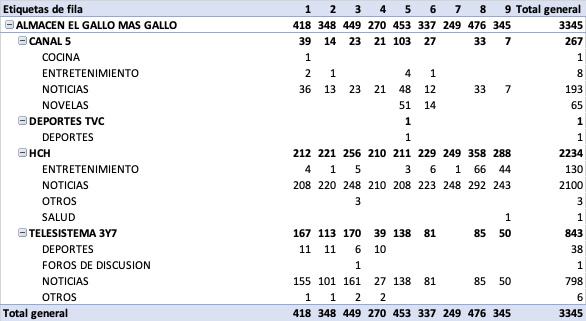 Etiquetas de fila 1 2 3 4 5 6 7 8 9 Total general
ALMACEN EL GALLO MAS GALLO 418 348 449 270 453 337 249 476 345 3345
CANAL 5 39 14 23 21 103 27 33 7 267
COCINA 1 1
ENTRETENIMIENTO 2 1 4 1 8
NOTICIAS 36 13 23 21 48 12 33 7 193
NOVELAS 51 14 65
DEPORTES TVC 1 1
DEPORTES 1 1
HCH 212 221 256 210 211 229 249 358 288 2234
ENTRETENIMIENTO 4 1 5 3 6 1 66 44 130
NOTICIAS 208 220 248 210 208 223 248 292 243 2100
OTROS 3 3
SALUD 1 1
TELESISTEMA 3Y7 167 113 170 39 138 81 85 50 843
DEPORTES 11 11 6 10 38
FOROS DE DISCUSION 1 1
NOTICIAS 155 101 161 27 138 81 85 50 798
OTROS 1 1 2 2 6
Total general 418 348 449 270 453 337 249 476 345 3345